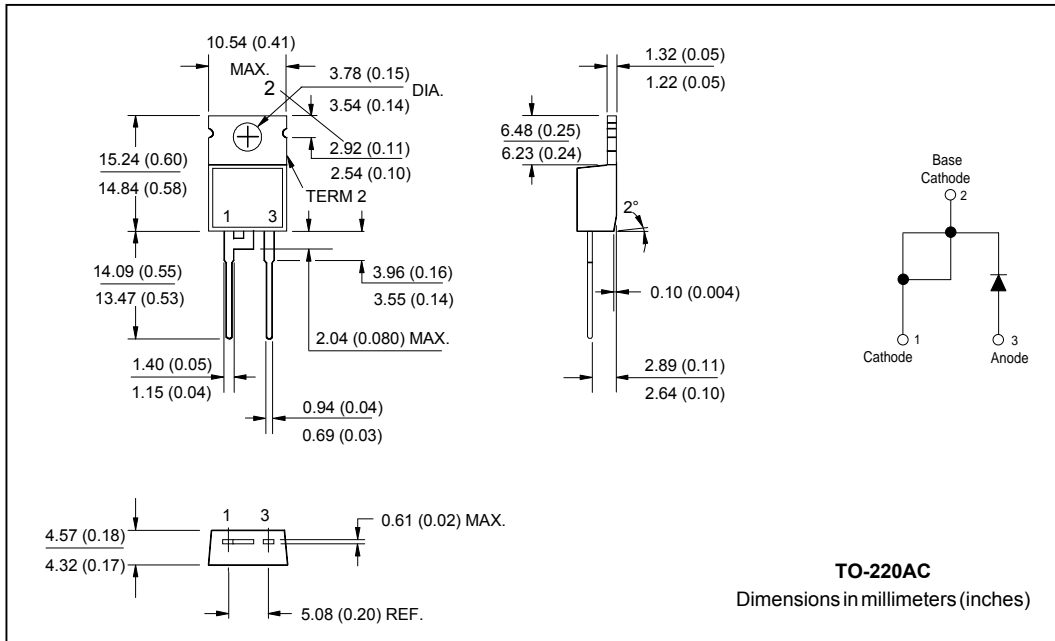 10.54 (0.41)
MAX.
2
3.78 (0.15)
3.54 (0.14)
DIA.
2.92 (0.11)
2.54 (0.10)
TERM 2
15.24 (0.60)
14.84 (0.58)
1
3
14.09 (0.55)
13.47 (0.53)
3.96 (0.16)
3.55 (0.14)
2.04 (0.080) MAX.
1.40 (0.05)
1.15 (0.04)
0.94 (0.04)
0.69 (0.03)
1.32 (0.05)
1.22 (0.05)
6.48 (0.25)
6.23 (0.24)
2°
0.10 (0.004)
2.89 (0.11)
2.64 (0.10)
Base
Cathode
2
1
Cathode
3
Anode
1
3
4.57 (0.18)
4.32 (0.17)
0.61 (0.02) MAX.
5.08 (0.20) REF.
TO-220AC
Dimensions in millimeters (inches)